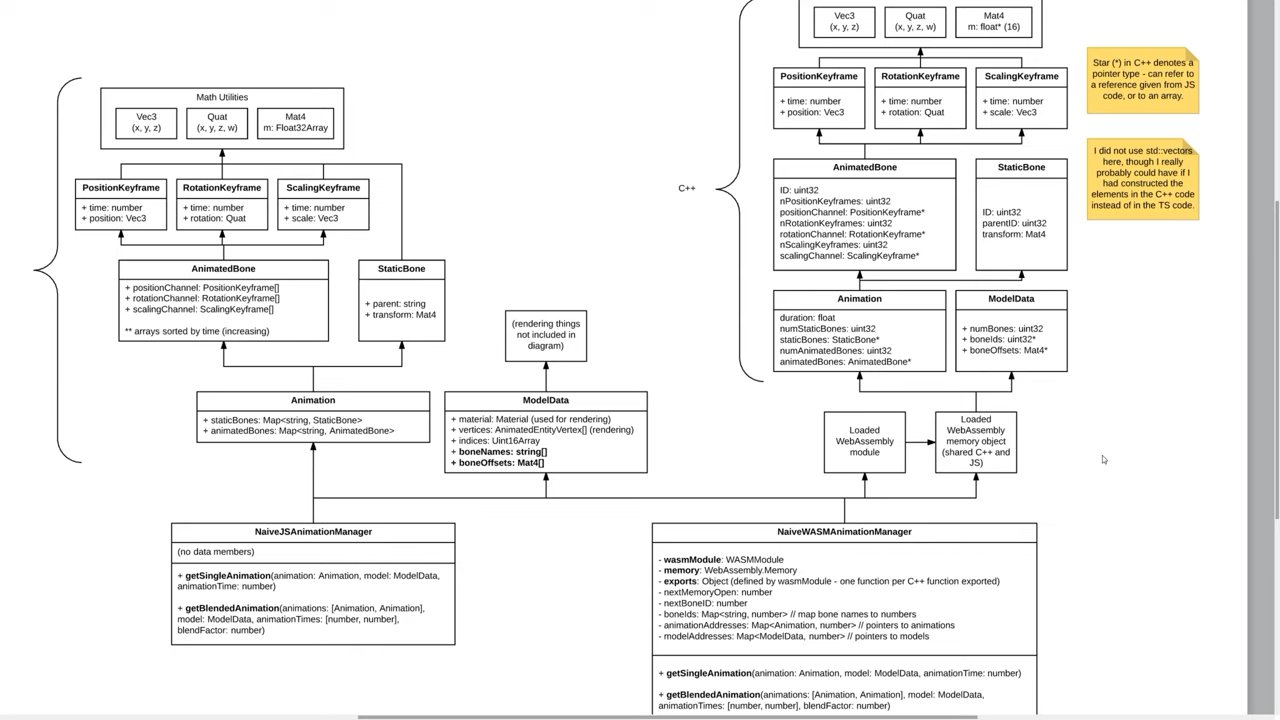 Math Utilities
Vec3
(x, y, z)
Quat
(x, y, z, w)
Mat4
m: Float32Array
PositionKeyframe
+ time: number
+ position: Vec3
RotationKeyframe
+ time: number
+ rotation: Quat
ScalingKeyframe
+ time: number
+ scale: Vec3
AnimatedBone
+ positionChannel: PositionKeyframe[]
+ rotationChannel: RotationKeyframe[]
+ scalingChannel: ScalingKeyframe[]
** arrays sorted by time (increasing)
StaticBone
+ parent: string
+ transform: Mat4
Animation
+ staticBones: Map<string, StaticBone>
+ animatedBones: Map<string, AnimatedBone>
(rendering things
not included in
diagram)
ModelData
+ material: Material (used for rendering)
+ vertices: AnimatedEntityVertex[] (rendering)
+ indices: Uint16Array
+ boneNames: string[]
+ boneOffsets: Mat4[]
NaiveJSAnimationManager
(no data members)
+ getSingleAnimation(animation: Animation, model: ModelData,
animationTime: number)
+ getBlendedAnimation(animations: [Animation, Animation],
model: ModelData, animationTimes: [number, number],
blendFactor: number)
C++
Vec3
(x, y, z)
Quat
(x, y, z, w)
Mat4
m: float* (16)
PositionKeyframe
+ time: number
+ position: Vec3
RotationKeyframe
+ time: number
+ rotation: Quat
ScalingKeyframe
+ time: number
+ scale: Vec3
AnimatedBone
ID: uint32
nPositionKeyframes: uint32
positionChannel: PositionKeyframe*
nRotationKeyframes: uint32
rotationChannel: RotationKeyframe*
nScalingKeyframes: uint32
scalingChannel: ScalingKeyframe*
StaticBone
ID: uint32
parentID: uint32
transform: Mat4
Animation
duration: float
numStaticBones: uint32
staticBones: StaticBone*
numAnimatedBones: uint32
animatedBones: AnimatedBone*
ModelData
+ numBones: uint32
+ boneIds: uint32*
+ boneOffsets: Mat4*
Loaded
WebAssembly
module
Loaded
WebAssembly
memory object
(shared C++ and
JS)
NaiveWASMAnimationManager
- wasmModule: WASMModule
- memory: WebAssembly.Memory
- exports: Object (defined by wasmModule - one function per C++ function exported)
- nextMemoryOpen: number
- nextBoneID: number
- boneIds: Map<string, number> // map bone names to numbers
- animationAddresses: Map<Animation, number> // pointers to animations
- modelAddresses: Map<ModelData, number> // pointers to models
+ getSingleAnimation(animation: Animation, model: ModelData, animationTime: number)
+ getBlendedAnimation(animations: [Animation, Animation], model: ModelData,
animationTimes: [number, number], blendFactor: number)
Star (*) in C++ denotes a
pointer type - can refer to
a reference given from JS
code, or to an array.
I did not use std::vectors
here, though I really
probably could have if I
had constructed the
elements in the C++ code
instead of in the TS code.